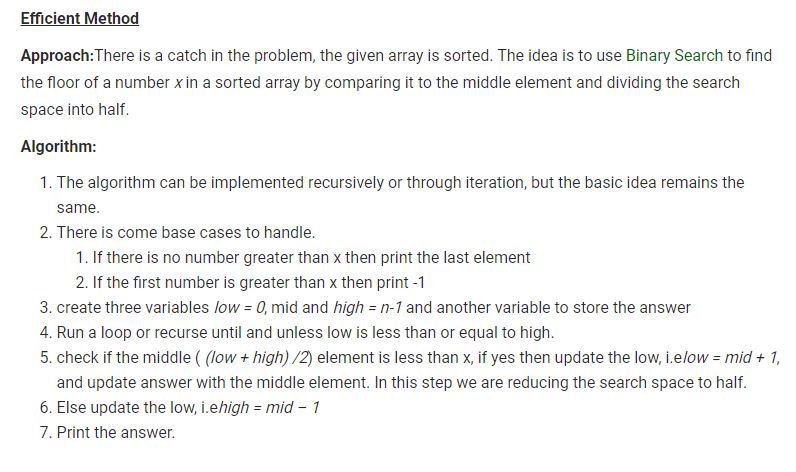 Efficient Method
Approach:There is a catch in the problem, the given array is sorted. The idea is to use Binary Search to find
the floor of a number x in a sorted array by comparing it to the middle element and dividing the search
space into half.
Algorithm:
1. The algorithm can be implemented recursively or through iteration, but the basic idea remains the
same.
2. There is come base cases to handle.
1. If there is no number greater than x then print the last element
2. If the first number is greater than x then print -1
3. create three variables low = 0, mid and high = n-1 and another variable to store the answer
4. Run a loop or recurse until and unless low is less than or equal to high.
5. check if the middle ( (low + high) /2) element is less than x, if yes then update the low, i.elow = mid + 1,
and update answer with the middle element. In this step we are reducing the search space to half.
6. Else update the low, i.ehigh = mid – 1
7. Print the answer.